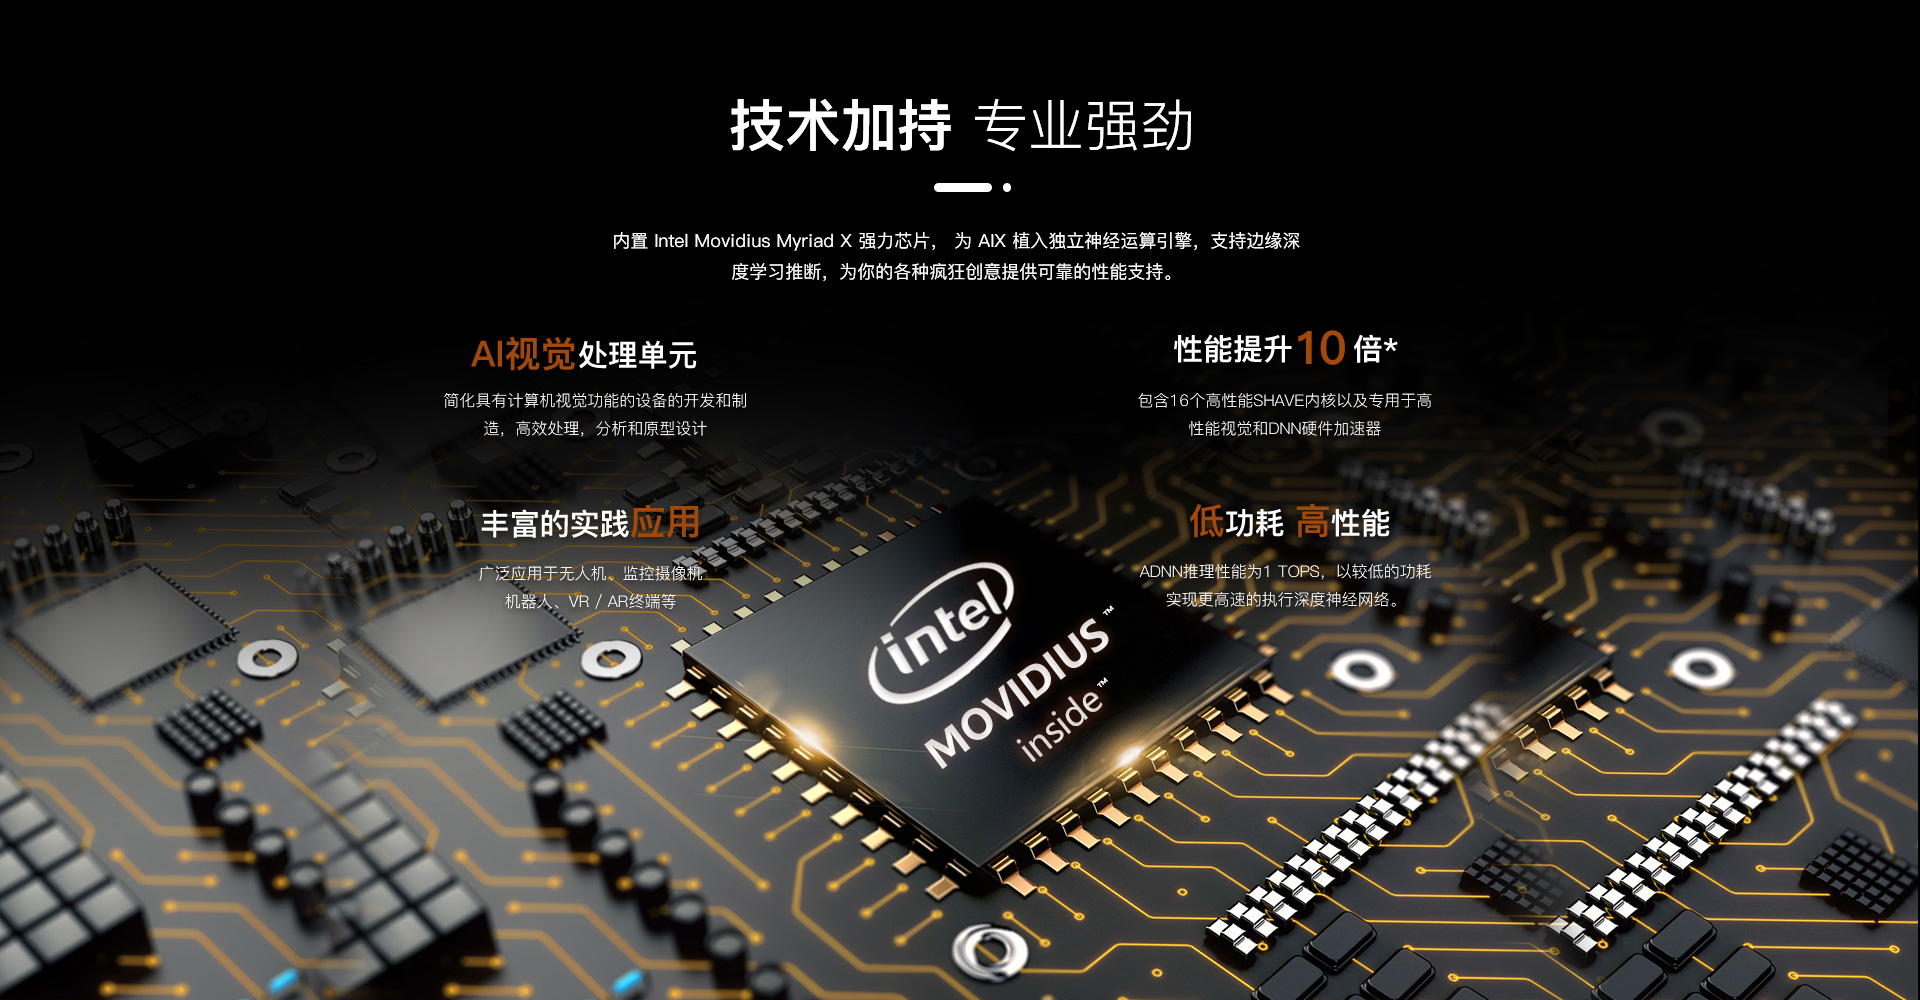 技术加持 专业强劲
内置 Intel Movidius Myriad X 强力芯片， 为 AIX 植入独立神经运算引擎，支持边缘深
度学习推断，为你的各种疯狂创意提供可靠的性能支持。
AI视觉处理单元
简化具有计算机视觉功能的设备的开发和制
造，高效处理，分析和原型设计
性能提升10倍*
包含16个高性能SHAVE内核以及专用于高
性能视觉和DNN硬件加速器
丰富的实践应用
广泛应用于无人机、监控摄像机
机器人、VR / AR终端等
低功耗 高性能
ADNN推理性能为1 TOPS，以较低的功耗
实现更高速的执行深度神经网络。
intel
MOVIDIUS™
inside™